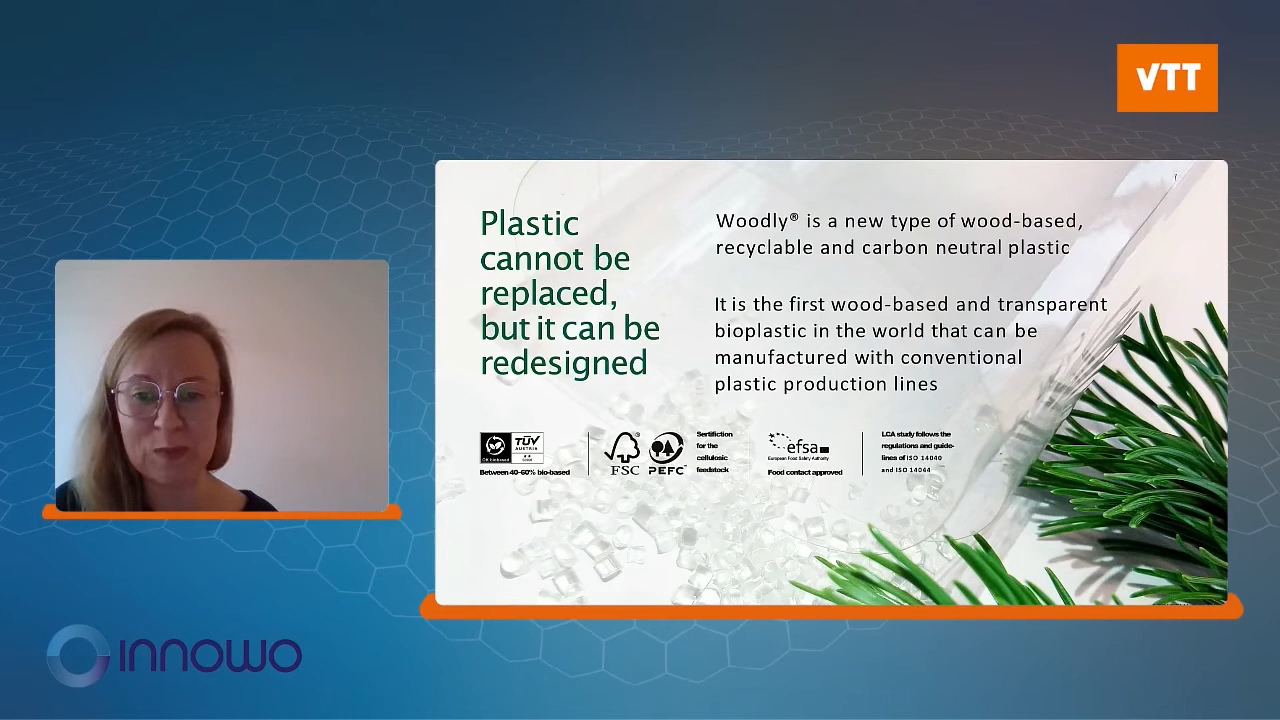 VTT
Plastic
cannot be
replaced,
but it can be
redesigned
Woodly® is a new type of wood-based,
recyclable and carbon neutral plastic
It is the first wood-based and transparent
bioplastic in the world that can be
manufactured with conventional
plastic production lines
TÜV
AUSTRIA
OK biobased
Between 40-60% bio-based
FSC
PEFC
Sertifiction
for the
cellulosic
feedstock
efsa
European Food Safety Authority
Food contact approved
LCA study follows the
regulations and guide-
lines of ISO 14040
and ISO 14044
INNOWO